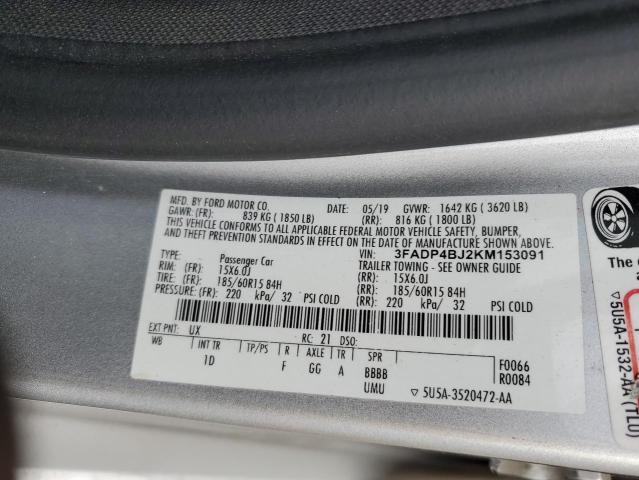 MFD. BY FORD MOTOR CO. DATE: 05/19 GVWR: 1642 KG ( 3620 LB)
GAWR: (FR): 839 KG ( 1850 LB) (RR): 816 KG ( 1800 LB)
THIS VEHICLE CONFORMS TO ALL APPLICABLE FEDERAL MOTOR VEHICLE SAFETY, BUMPER,
AND THEFT PREVENTION STANDARDS IN EFFECT ON THE DATE OF MANUFACTURE SHOWN ABOVE.
VIN: 3FADP4BJ2KM153091
TYPE: Passenger Car TRAILER TOWING - SEE OWNER GUIDE
RIM: (FR): 15X6.0J (RR): 15X6.0J
TIRE: (FR): 185/60R15 84H (RR): 185/60R15 84H
PRESSURE: (FR): 220 kPa/ 32 PSI COLD (RR): 220 kPa/ 32 PSI COLD
EXT PNT: UX RC: 21 DSO:
WB INT TR TP/PS R AXLE TR SPR F0066
1D F GG A BBBB R0084
UMU ▽ 5U5A-3520472-AA
The
▽5U5A-1532-AA (TLU)